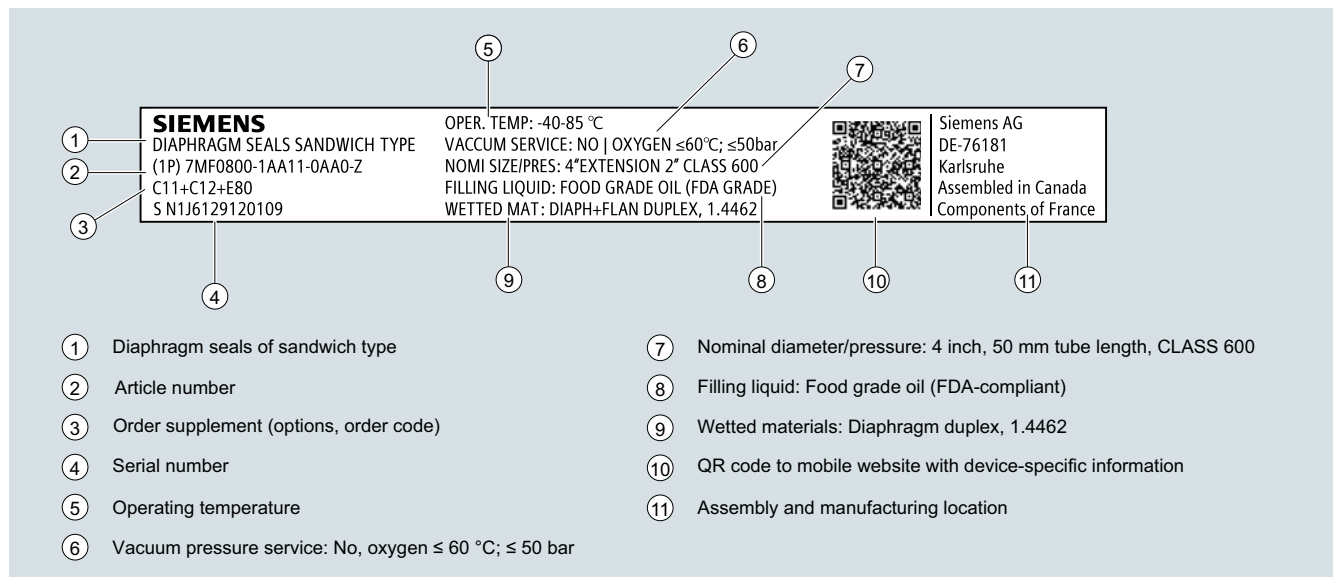 5
6
7
1
2
3
SIEMENS
DIAPHRAGM SEALS SANDWICH TYPE
(1P) 7MF0800-1AA11-0AA0-Z
C11+C12+E80
S N1J6129120109
OPER. TEMP: -40-85 °C
VACCUM SERVICE: NO | OXYGEN ≤60°C; ≤50bar
NOMI SIZE/PRES: 4"EXTENSION 2" CLASS 600
FILLING LIQUID: FOOD GRADE OIL (FDA GRADE)
WETTED MAT: DIAPH+FLAN DUPLEX, 1.4462
Siemens AG
DE-76181
Karlsruhe
Assembled in Canada
Components of France
4
9
8
10
11
1 Diaphragm seals of sandwich type
2 Article number
3 Order supplement (options, order code)
4 Serial number
5 Operating temperature
6 Vacuum pressure service: No, oxygen ≤ 60 °C; ≤ 50 bar
7 Nominal diameter/pressure: 4 inch, 50 mm tube length, CLASS 600
8 Filling liquid: Food grade oil (FDA-compliant)
9 Wetted materials: Diaphragm duplex, 1.4462
10 QR code to mobile website with device-specific information
11 Assembly and manufacturing location